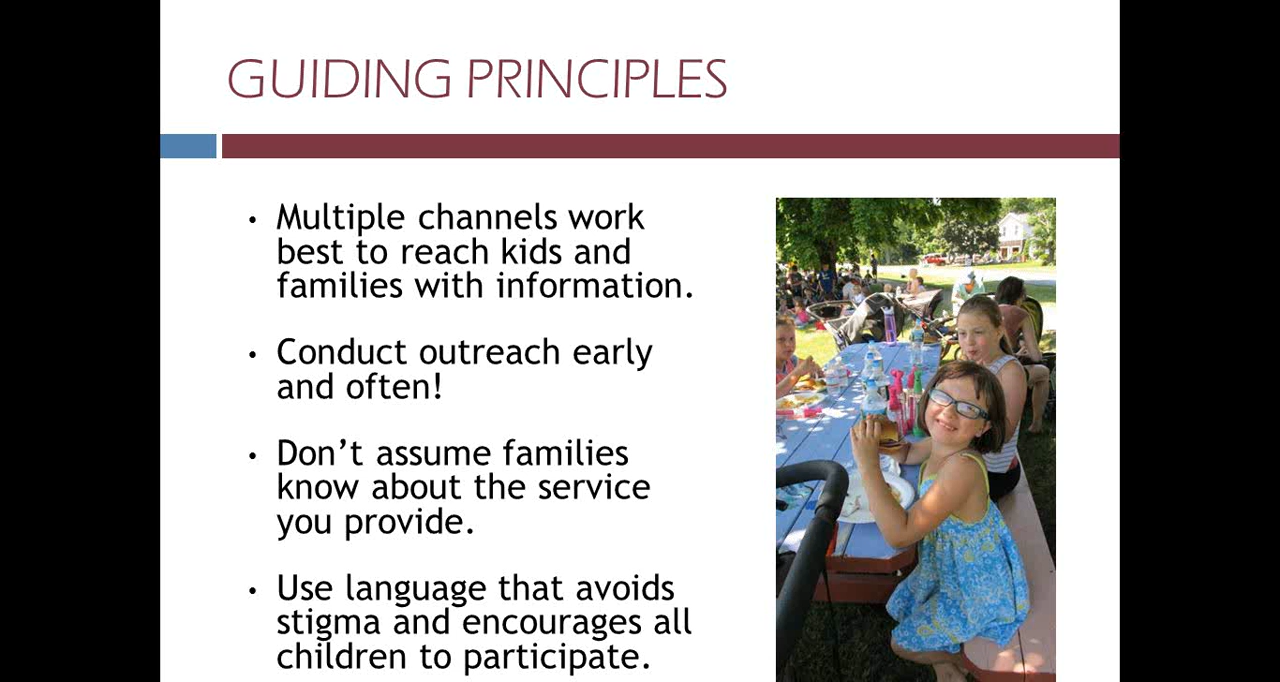 GUIDING PRINCIPLES
• Multiple channels work
best to reach kids and
families with information.
• Conduct outreach early
and often!
• Don’t assume families
know about the service
you provide.
• Use language that avoids
stigma and encourages all
children to participate.